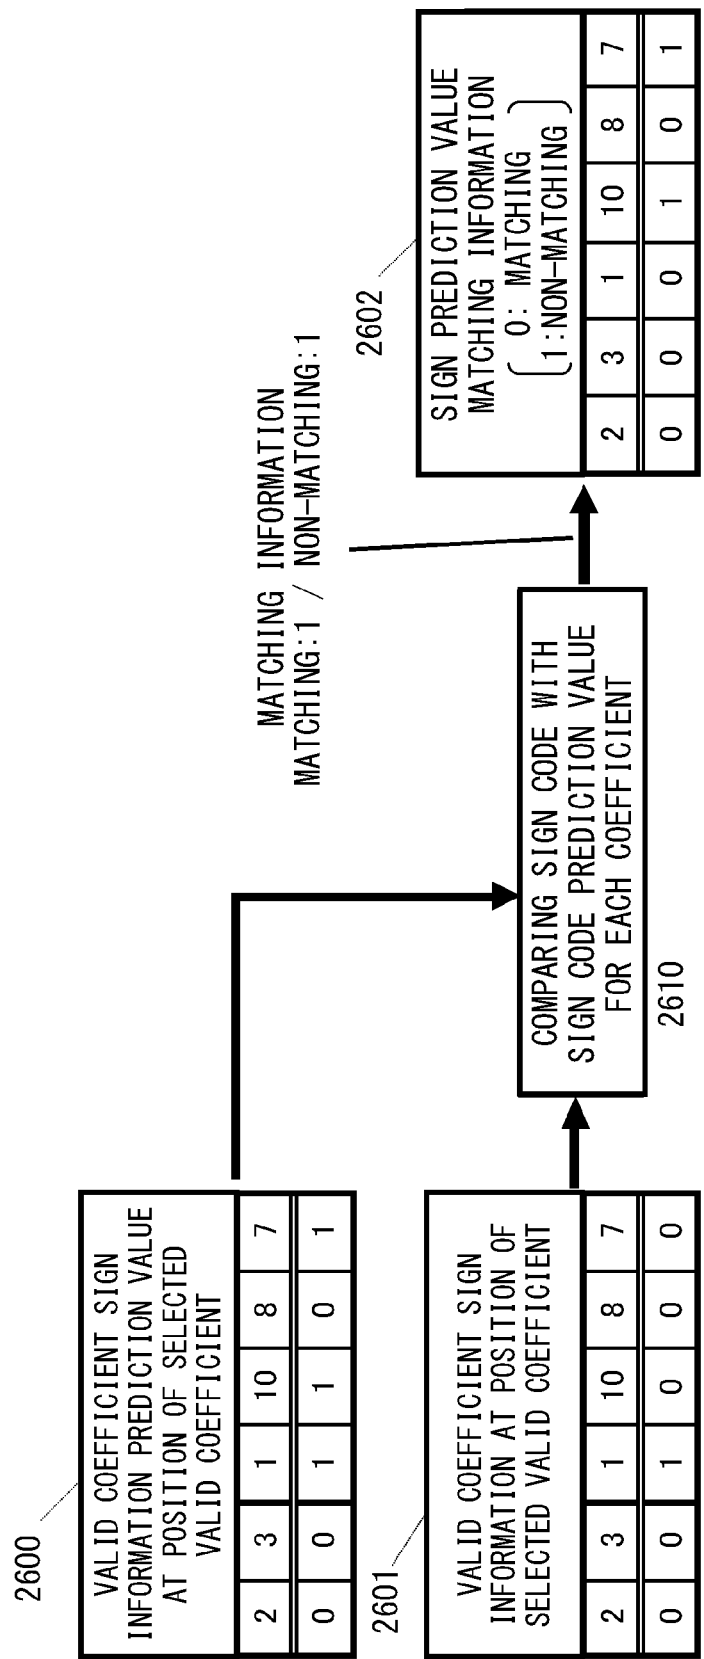 2600
VALID COEFFICIENT SIGN
INFORMATION PREDICTION VALUE
AT POSITION OF SELECTED
VALID COEFFICIENT
2 3 1 10 8 7
0 0 1 1 0 1
2601
VALID COEFFICIENT SIGN
INFORMATION AT POSITION OF
SELECTED VALID COEFFICIENT
2 3 1 10 8 7
0 0 1 0 0 0
COMPARING SIGN CODE WITH
SIGN CODE PREDICTION VALUE
FOR EACH COEFFICIENT
2610
MATCHING INFORMATION
MATCHING:1 / NON-MATCHING:1
2602
SIGN PREDICTION VALUE
MATCHING INFORMATION
(0: MATCHING
1:NON-MATCHING)
2 3 1 10 8 7
0 0 0 1 0 1